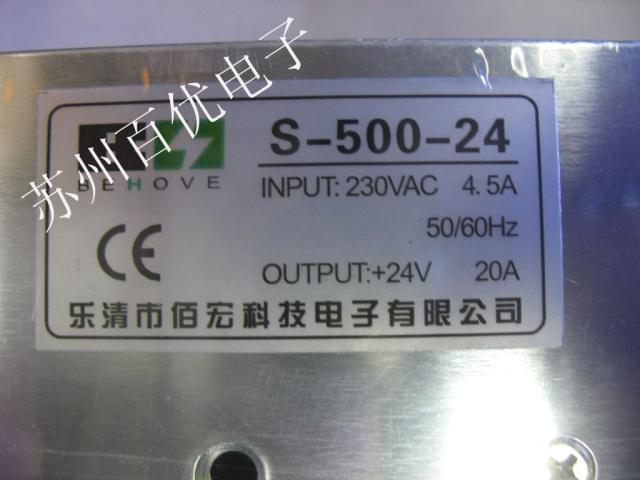 苏州百优电子
BEHOVE
S-500-24
INPUT: 230VAC 4.5A
50/60Hz
CE
OUTPUT:+24V 20A
乐清市佰宏科技电子有限公司